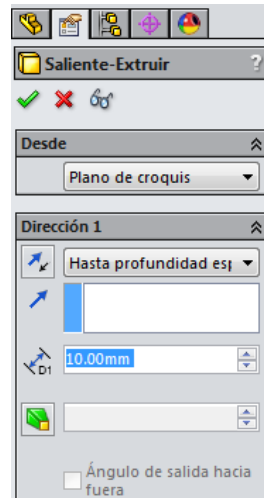 Saliente-Extruir ?
Desde
Plano de croquis
Dirección 1
Hasta profundidad esp
D1 10.00mm
Ángulo de salida hacia
fuera